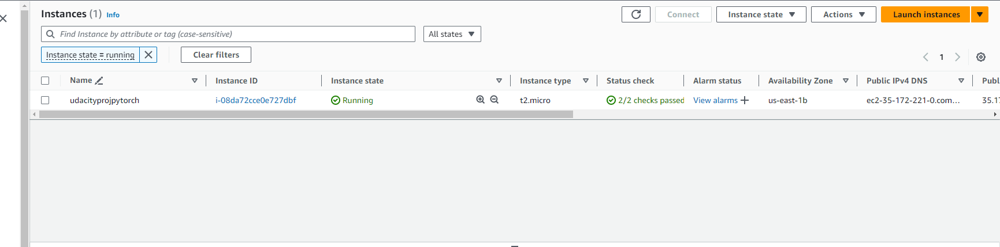 Instances (1) Info
Connect
Instance state
Actions
Launch instances
Find Instance by attribute or tag (case-sensitive)
All states
Instance state = running
Clear filters
1
Name Instance ID Instance state Instance type Status check Alarm status Availability Zone Public IPv4 DNS Publ
udacityprojpytorch i-08da72cce0e727dbf Running t2.micro 2/2 checks passed View alarms us-east-1b ec2-35-172-221-0.com... 35.17